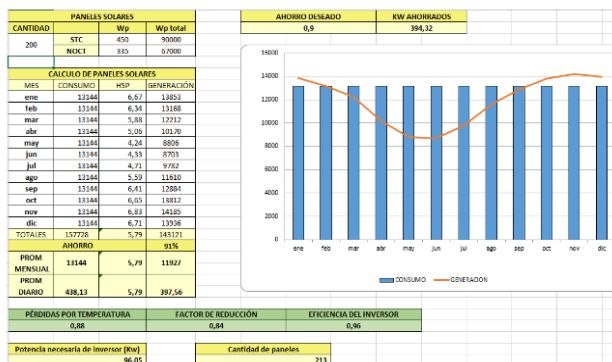 PANELES SOLARES
CANTIDAD Wp Wp total
200 STC 450 90000
NOCT 335 67000
CALCULO DE PANELES SOLARES
MES CONSUMO HSP GENERACIÓN
ene 13144 6,67 13853
feb 13144 6,34 13168
mar 13144 5,88 12212
abr 13144 5,06 10170
may 13144 4,24 8806
jun 13144 4,33 8703
jul 13144 4,71 9782
ago 13144 5,59 11610
sep 13144 6,41 12884
oct 13144 6,65 13812
nov 13144 6,83 14185
dic 13144 6,71 13936
TOTALES 157728 5,79 143121
AHORRO 91%
PROM MENSUAL 13144 5,79 11927
PROM DIARIO 438,13 5,79 397,56
AHORRO DESEADO KW AHORRADOS
0,9 394,32
16000
14000
12000
10000
8000
6000
4000
2000
0
ene feb mar abr may jun jul ago sep oct nov dic
CONSUMO GENERACION
PÉRDIDAS POR TEMPERATURA FACTOR DE REDUCCIÓN EFICIENCIA DEL INVERSOR
0,88 0,84 0,96
Potencia necesaria de inversor (Kw) Cantidad de paneles
96,05 213